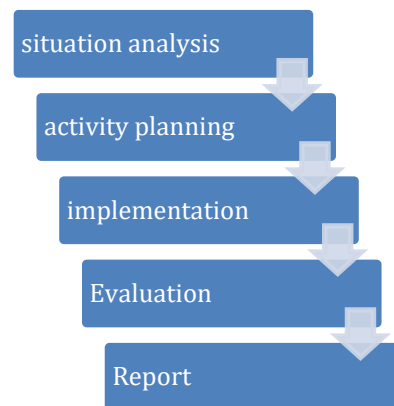 situation analysis
activity planning
implementation
Evaluation
Report